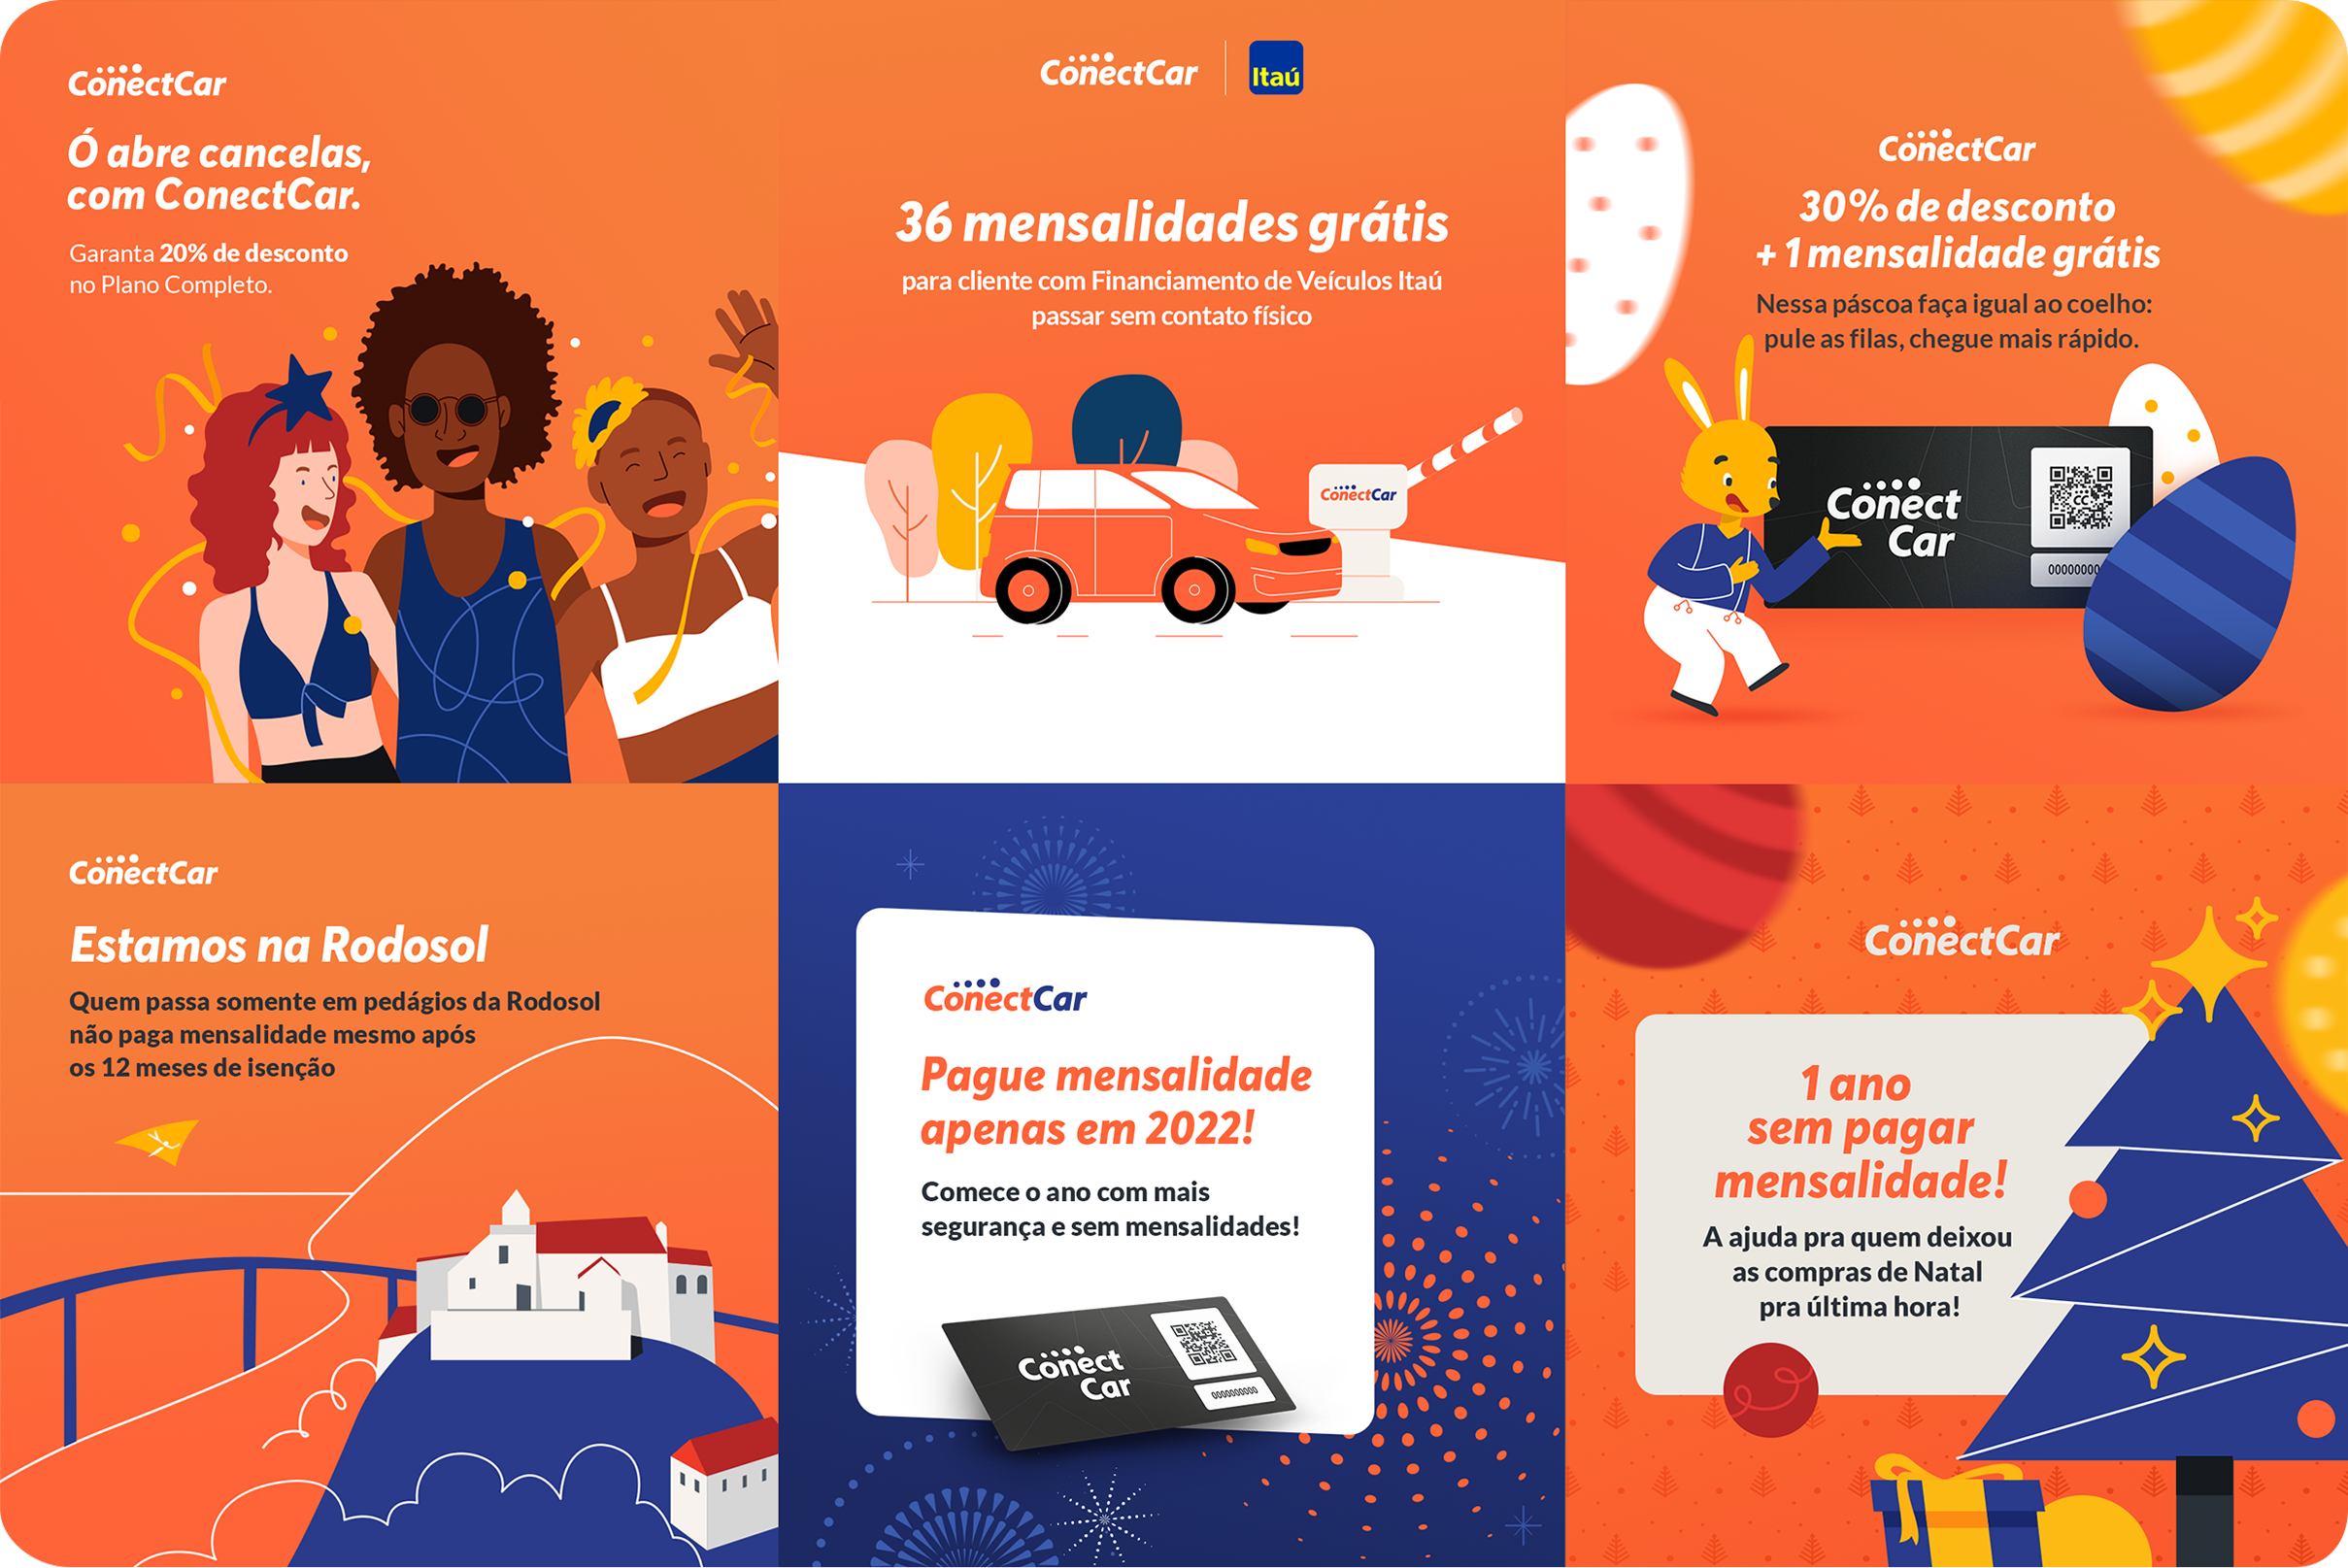 ConectCar
Ó abre cancelas,
com ConectCar.
Garanta 20% de desconto
no Plano Completo.
ConectCar
Itaú
36 mensalidades grátis
para cliente com Financiamento de Veículos Itaú
passar sem contato físico
ConectCar
ConectCar
30% de desconto
+ 1 mensalidade grátis
Nessa páscoa faça igual ao coelho:
pule as filas, chegue mais rápido.
Conect
Car
CC
00000000
ConectCar
Estamos na Rodosol
Quem passa somente em pedágios da Rodosol
não paga mensalidade mesmo após
os 12 meses de isenção
ConectCar
Pague mensalidade
apenas em 2022!
Comece o ano com mais
segurança e sem mensalidades!
Conect
Car
0000000000
ConectCar
1 ano
sem pagar
mensalidade!
A ajuda pra quem deixou
as compras de Natal
pra última hora!